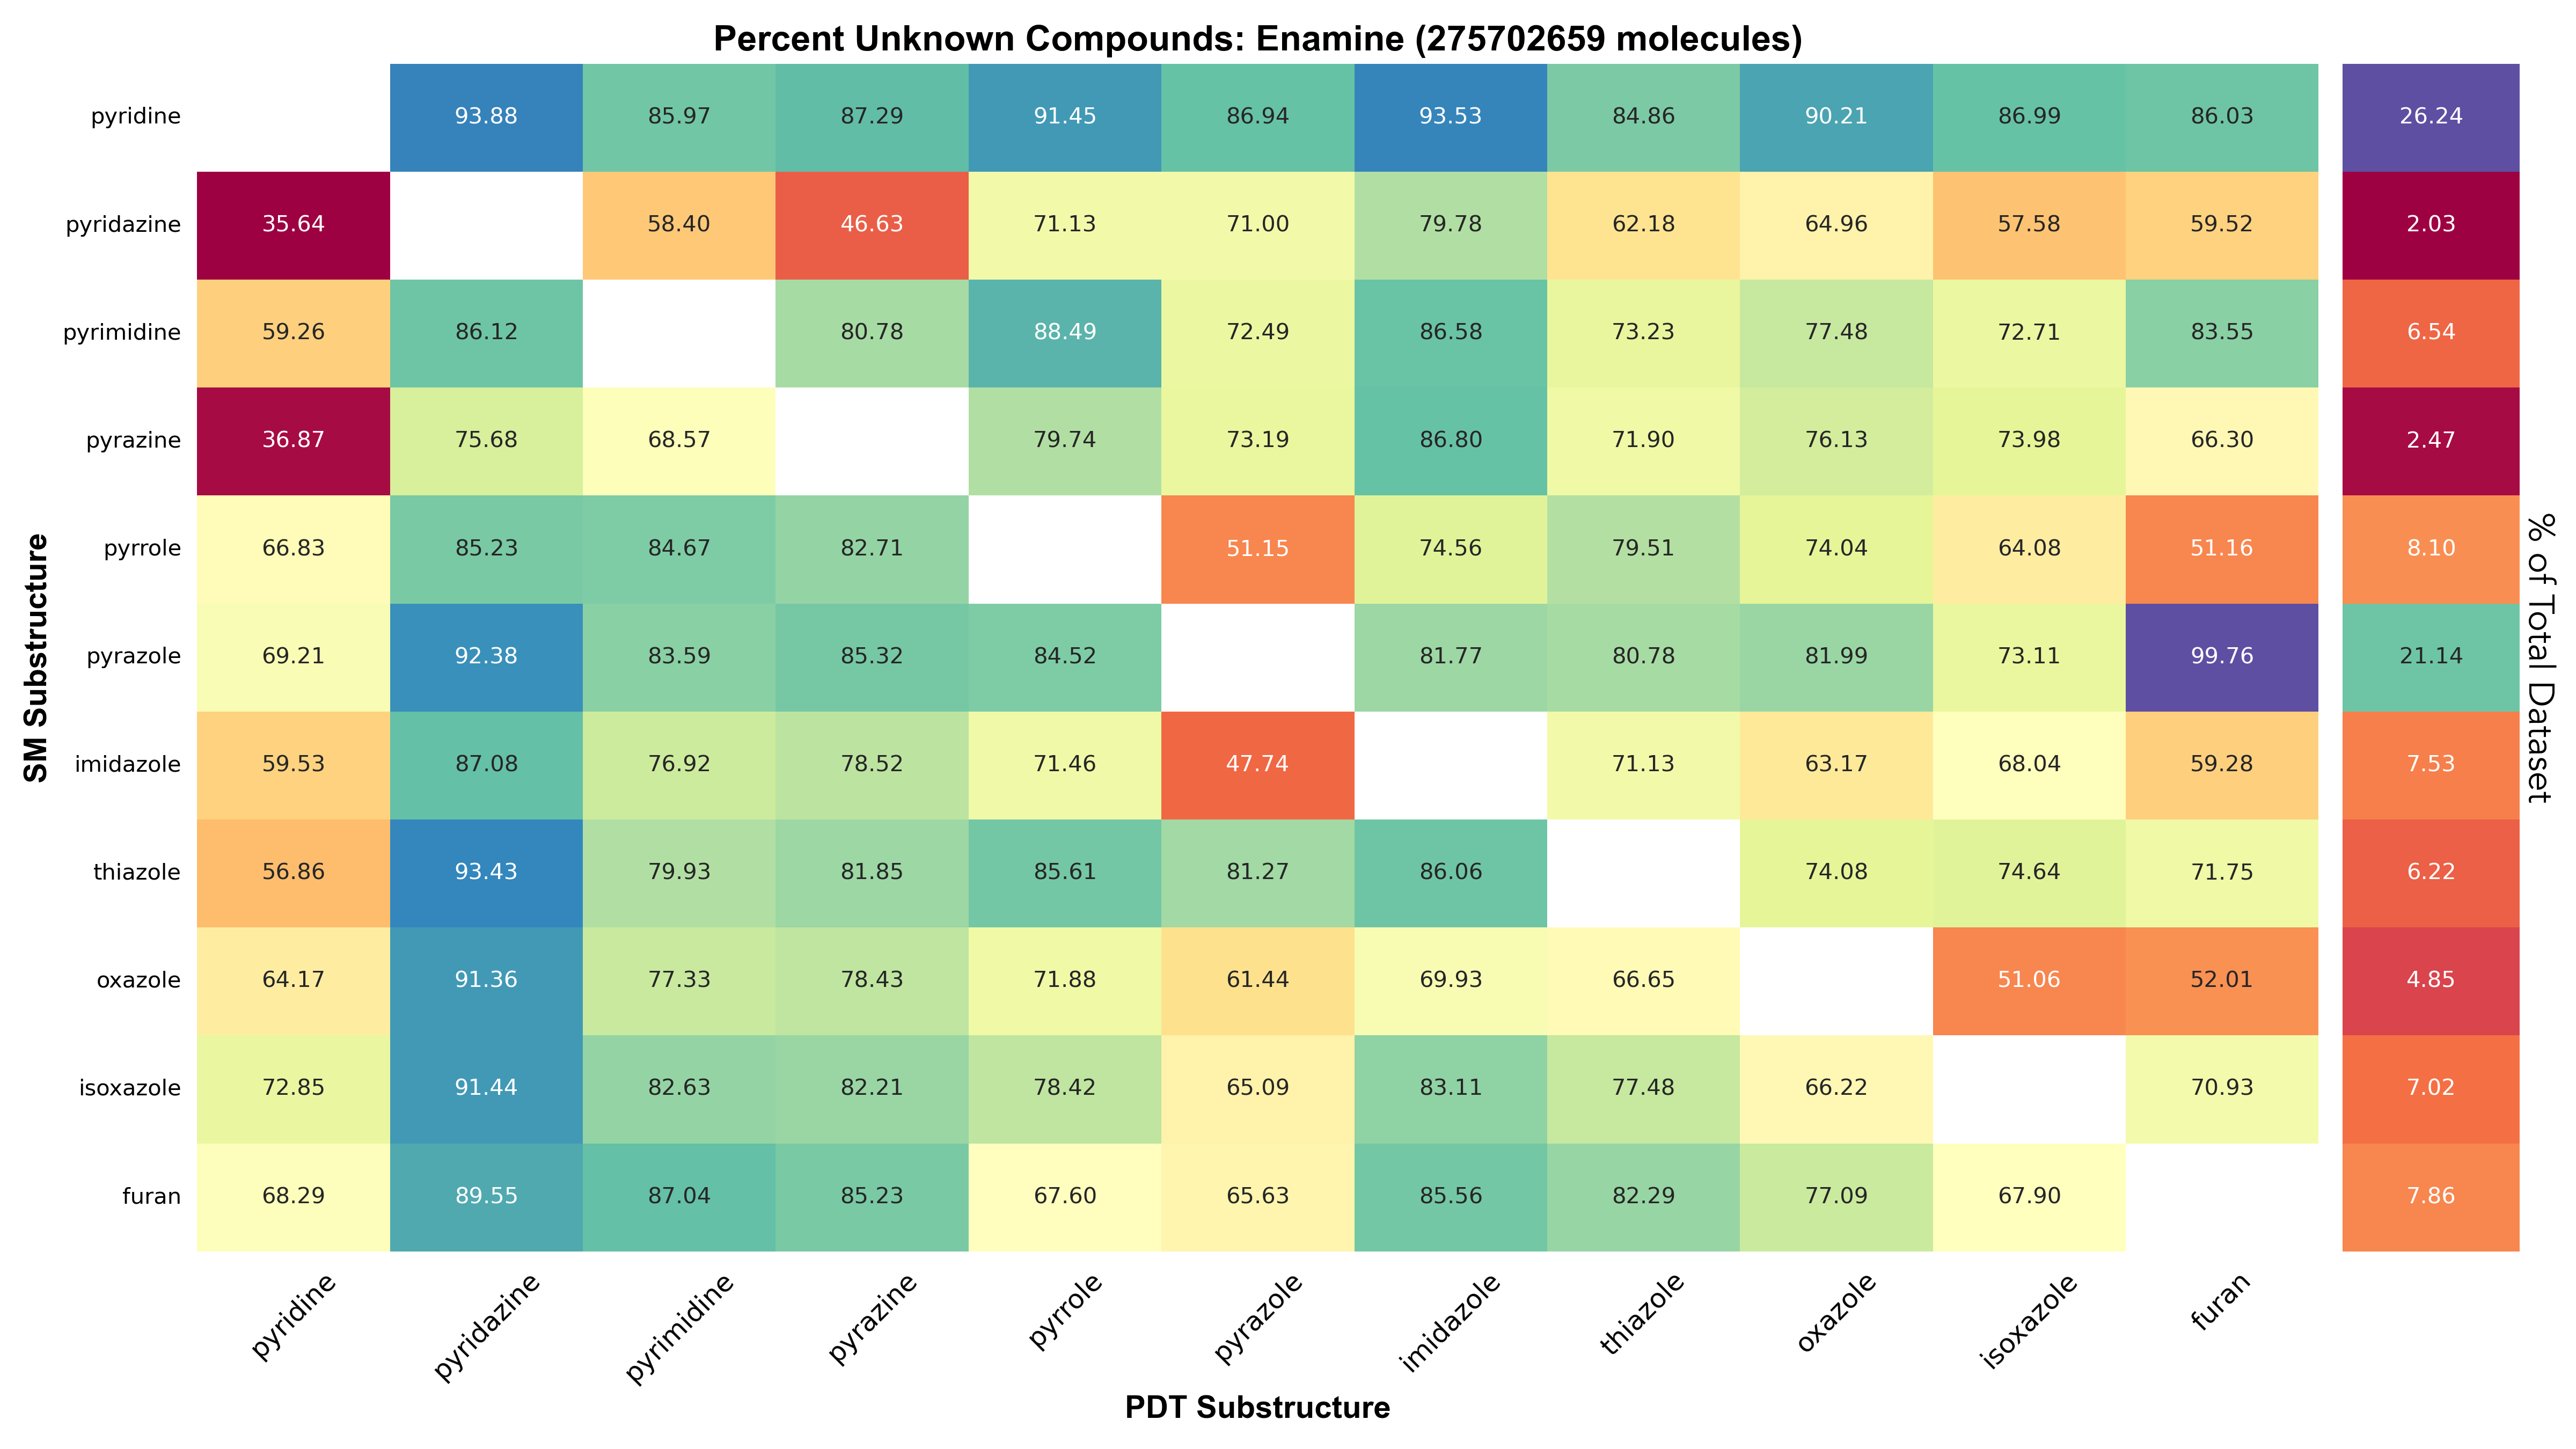 Percent Unknown Compounds: Enamine (275702659 molecules)
pyridine 93.88 85.97 87.29 91.45 86.94 93.53 84.86 90.21 86.99 86.03 26.24
pyridazine 35.64 58.40 46.63 71.13 71.00 79.78 62.18 64.96 57.58 59.52 2.03
pyrimidine 59.26 86.12 80.78 88.49 72.49 86.58 73.23 77.48 72.71 83.55 6.54
pyrazine 36.87 75.68 68.57 79.74 73.19 86.80 71.90 76.13 73.98 66.30 2.47
pyrrole 66.83 85.23 84.67 82.71 51.15 74.56 79.51 74.04 64.08 51.16 8.10
pyrazole 69.21 92.38 83.59 85.32 84.52 81.77 80.78 81.99 73.11 99.76 21.14
imidazole 59.53 87.08 76.92 78.52 71.46 47.74 71.13 63.17 68.04 59.28 7.53
thiazole 56.86 93.43 79.93 81.85 85.61 81.27 86.06 74.08 74.64 71.75 6.22
oxazole 64.17 91.36 77.33 78.43 71.88 61.44 69.93 66.65 51.06 52.01 4.85
isoxazole 72.85 91.44 82.63 82.21 78.42 65.09 83.11 77.48 66.22 70.93 7.02
furan 68.29 89.55 87.04 85.23 67.60 65.63 85.56 82.29 77.09 67.90 7.86
pyridine pyridazine pyrimidine pyrazine pyrrole pyrazole imidazole thiazole oxazole isoxazole furan
PDT Substructure
SM Substructure
% of Total Dataset